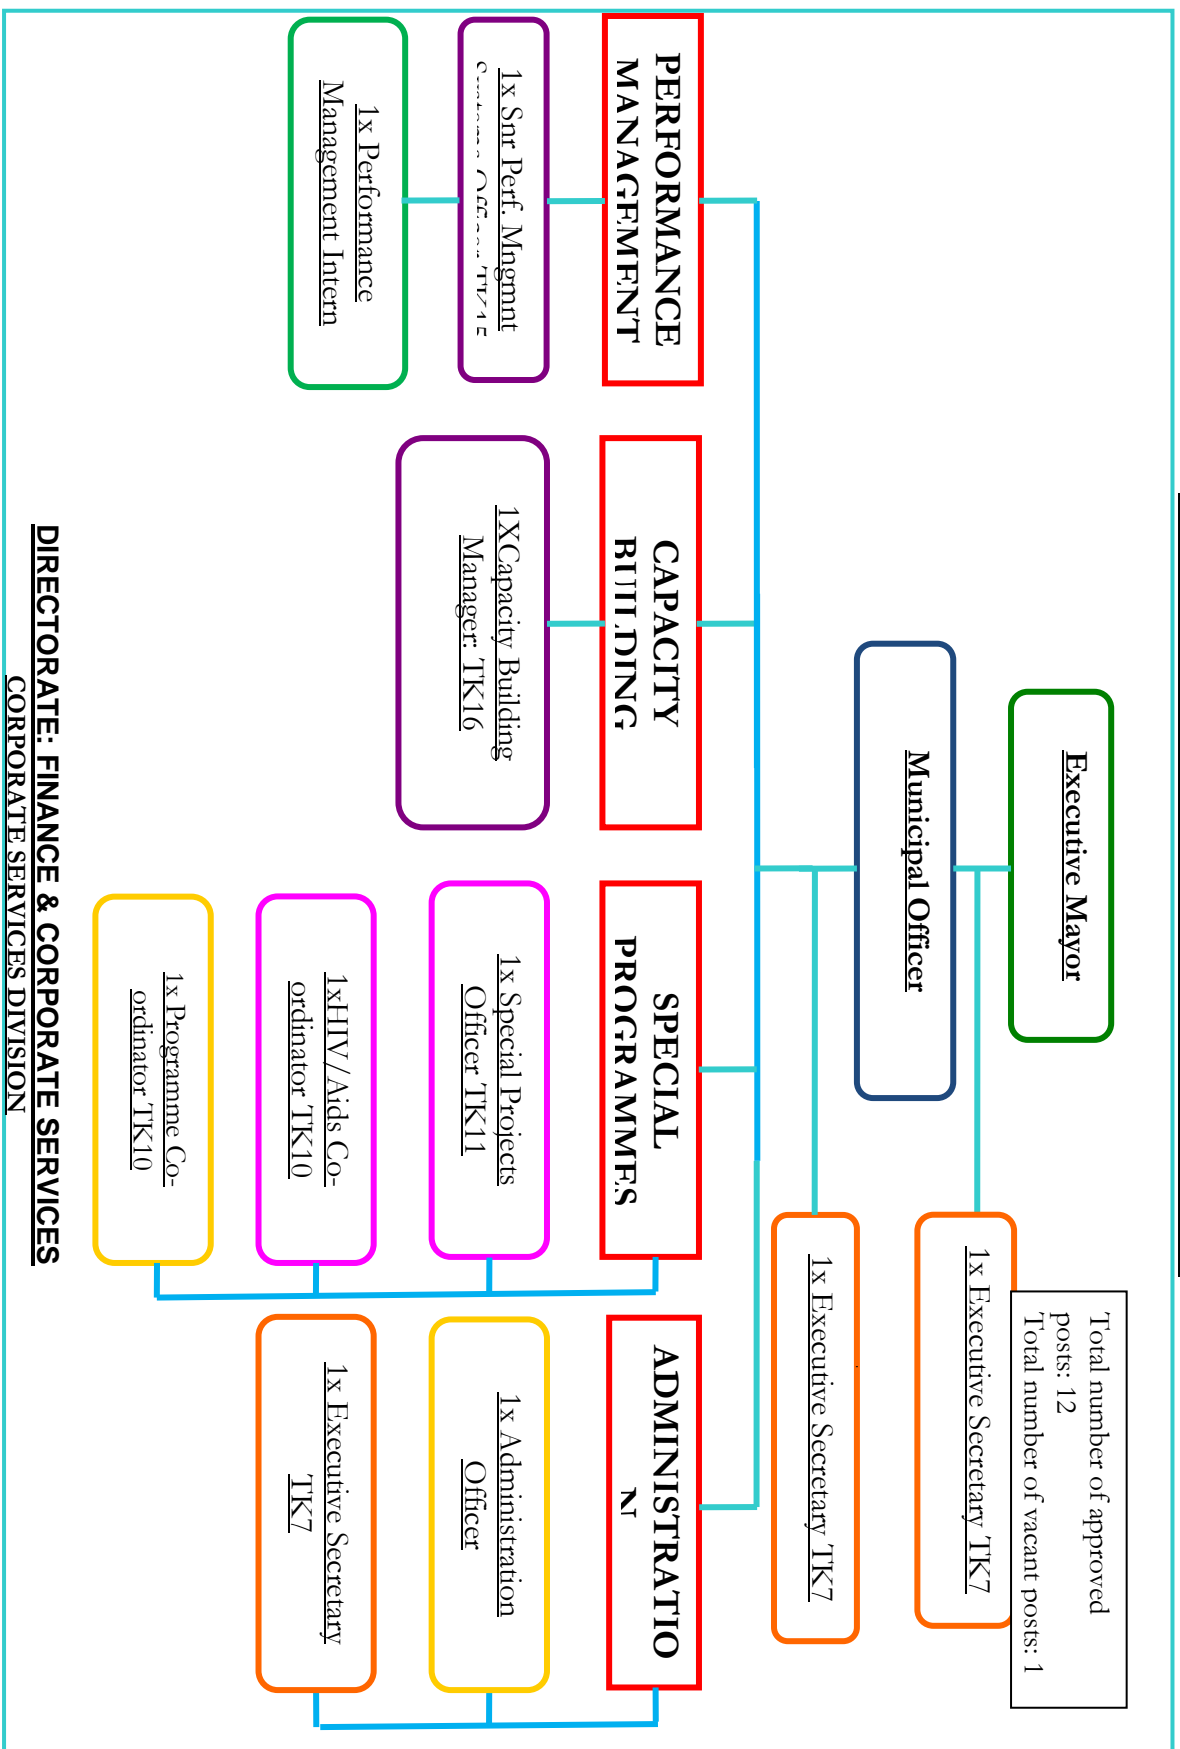 Executive Mayor
Total number of approved
posts: 12
Total number of vacant posts: 1
1x Executive Secretary TK7
Municipal Officer
1x Executive Secretary TK7
PERFORMANCE
MANAGEMENT
CAPACITY
BUILDING
SPECIAL
PROGRAMMES
ADMINISTRATIO
N
1x Snr Perf. Mngmnt
Systems Officer TK15
1XCapacity Building
Manager: TK16
1x Special Projects
Officer TK11
1x Administration
Officer
1x Performance
Management Intern
1xHIV/Aids Co-
ordinator TK10
1x Executive Secretary
TK7
1x Programme Co-
ordinator TK10
DIRECTORATE: FINANCE & CORPORATE SERVICES
CORPORATE SERVICES DIVISION